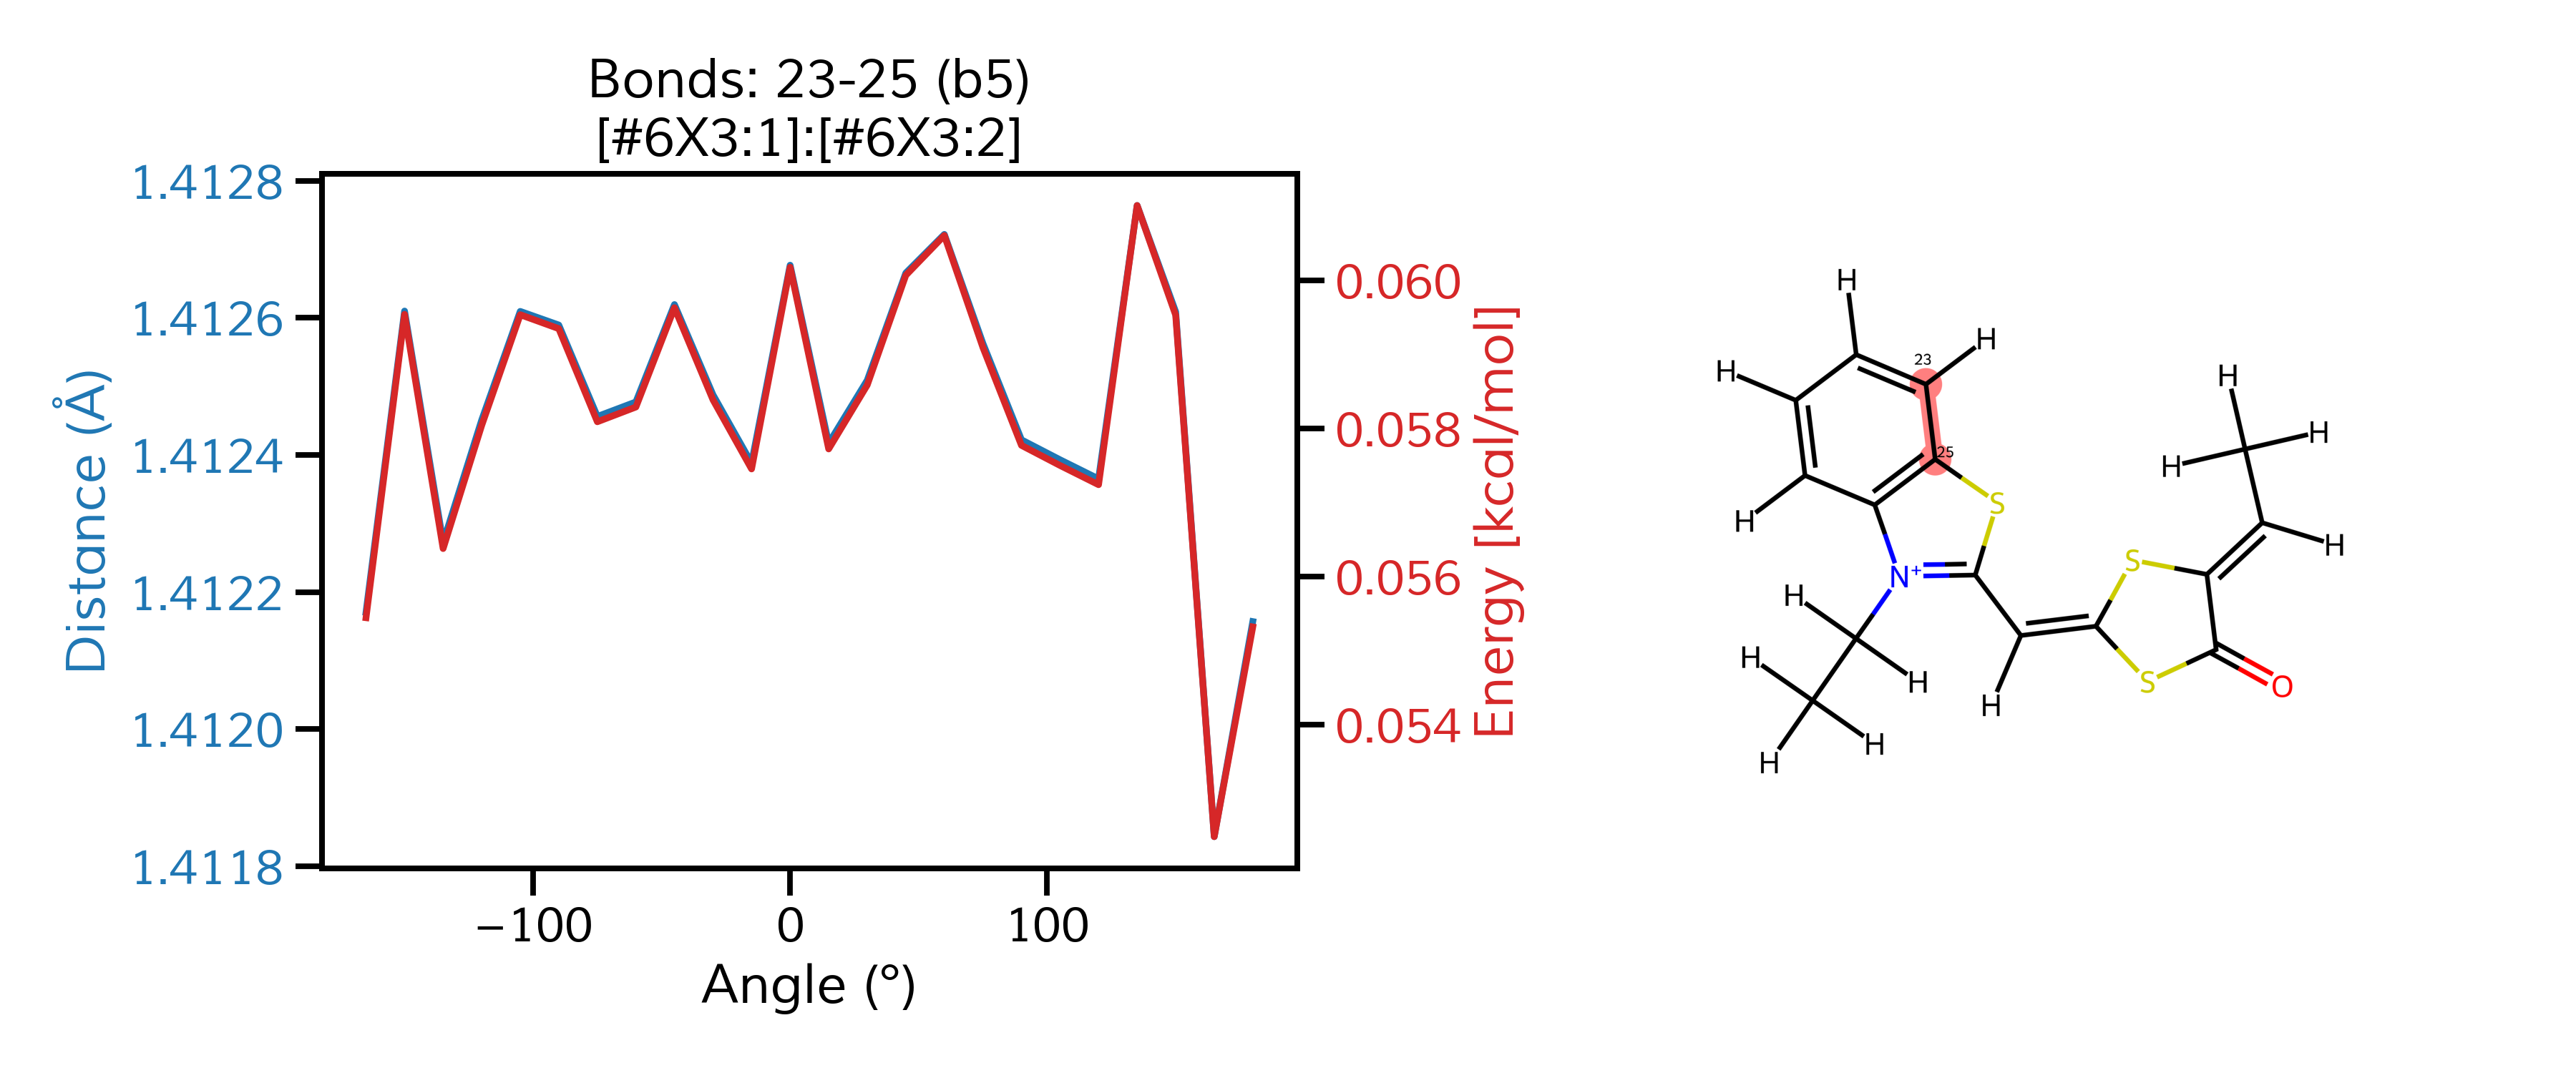 Bonds: 23-25 (b5)
[#6X3:1]:[#6X3:2]
1.4128
1.4126
1.4124
1.4122
1.4120
1.4118
Distance (Å)
0.060
0.058
0.056
0.054
Energy [kcal/mol]
−100 0 100
Angle (°)
H
H
23
H
H
H
H
H
25
S
H
H
S
N+
H
H
H
S
O
H
H
H